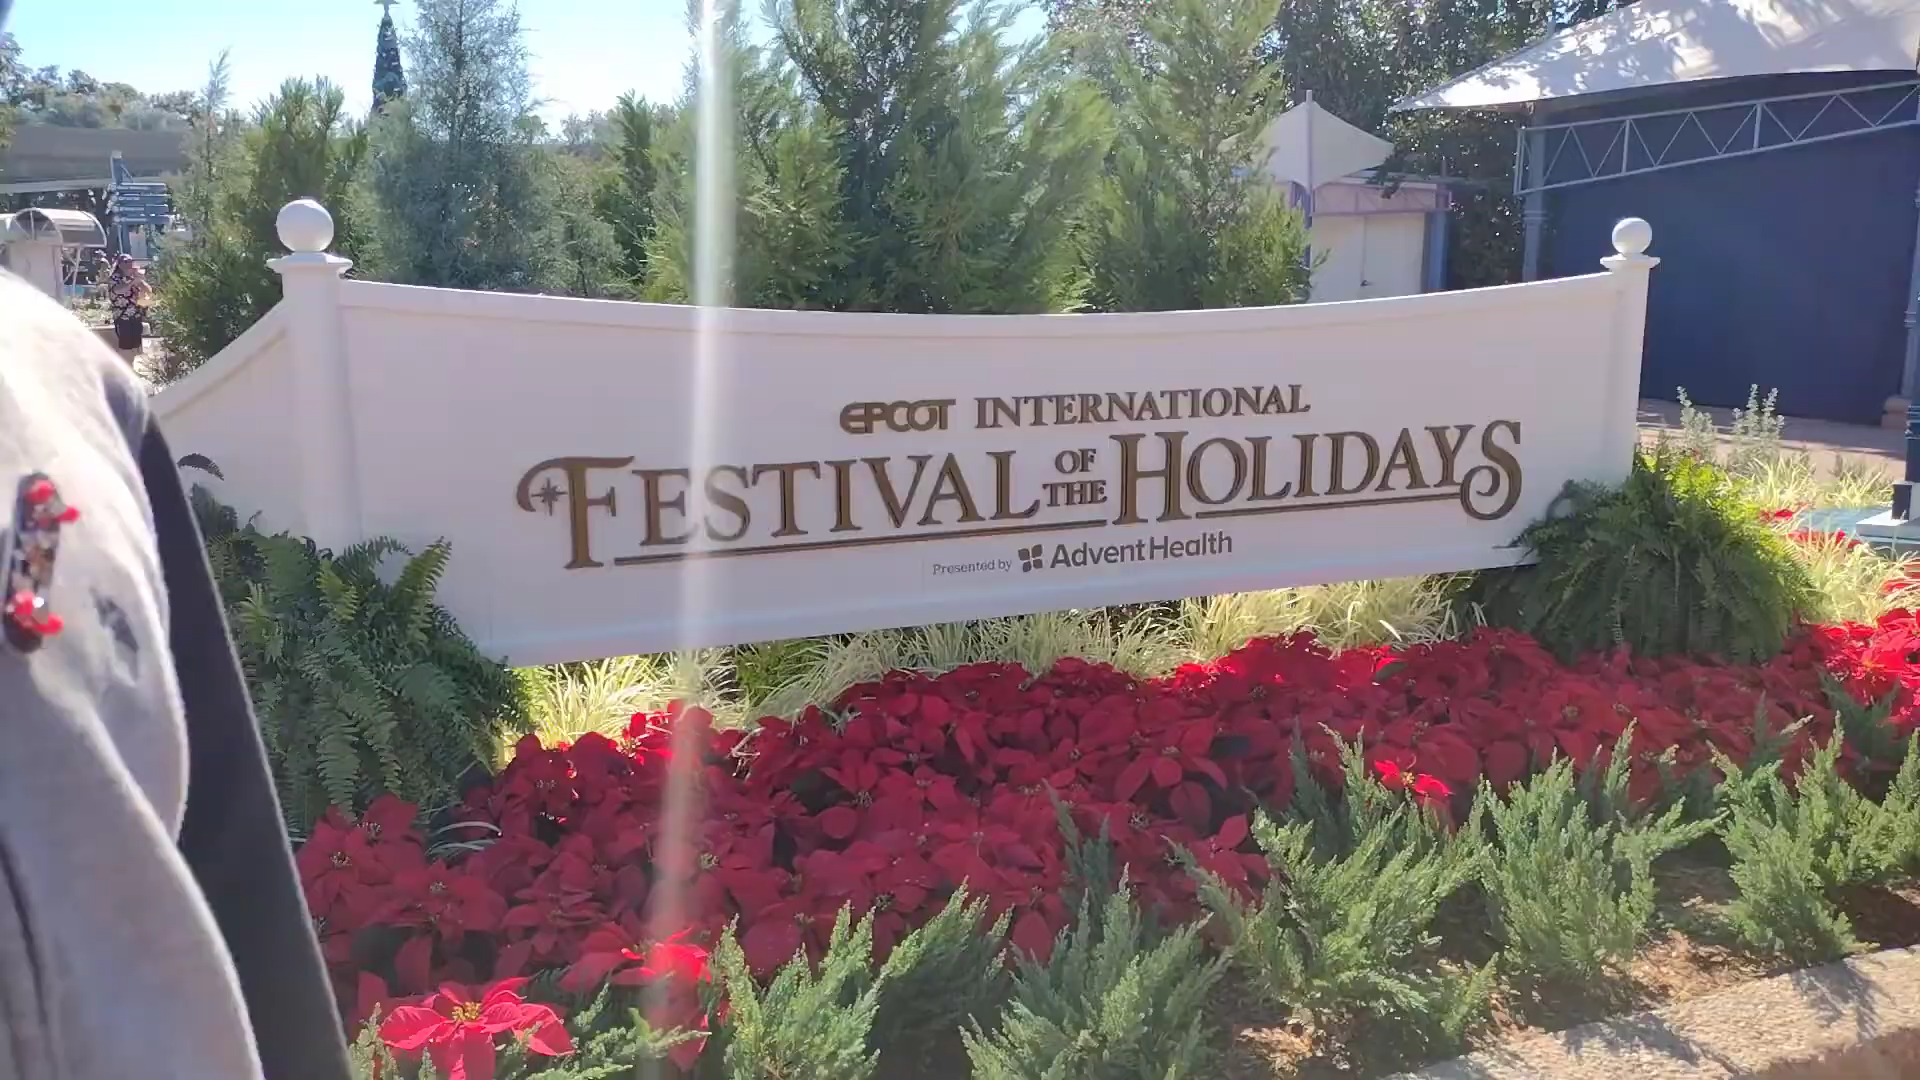 EPCOT INTERNATIONAL
FESTIVAL OF THE HOLIDAYS
Presented by AdventHealth